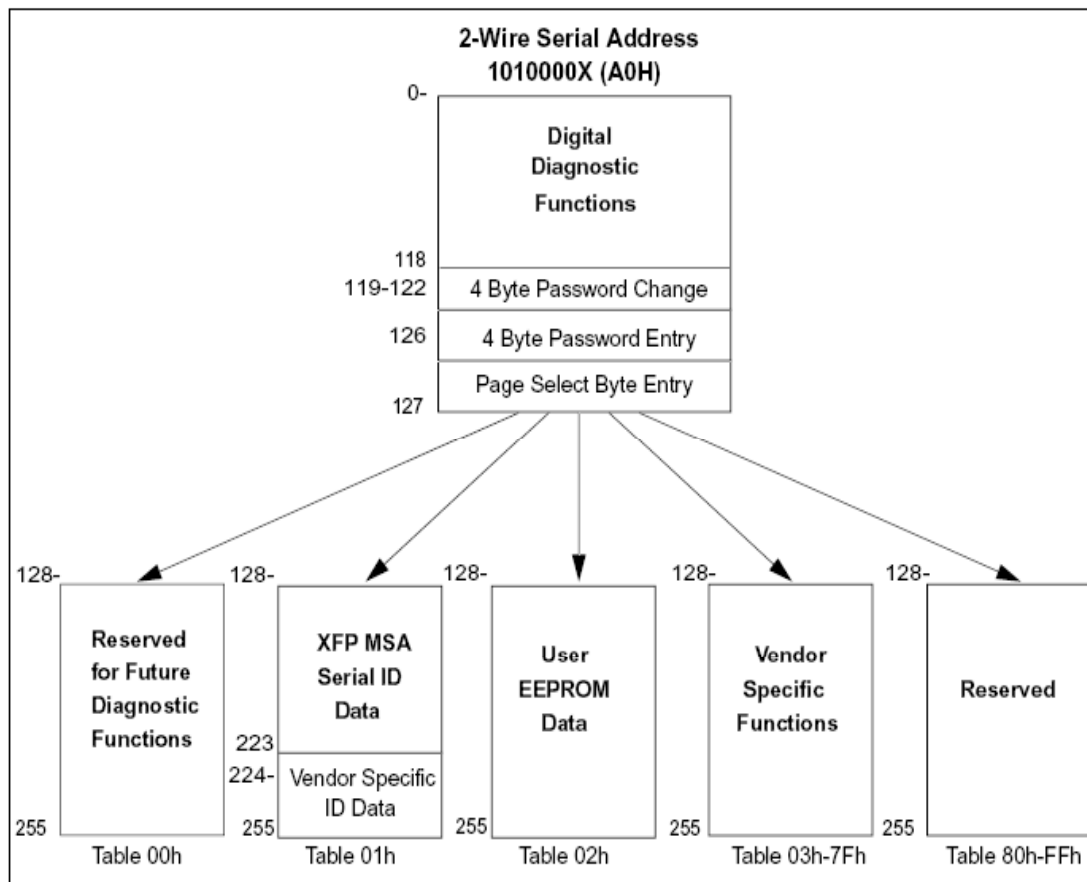 2-Wire Serial Address
1010000X (A0H)
0-
Digital
Diagnostic
Functions
118
119-122
4 Byte Password Change
126
4 Byte Password Entry
Page Select Byte Entry
127
128-
Reserved
for Future
Diagnostic
Functions
255
Table 00h
128-
XFP MSA
Serial ID
Data
223
224-
Vendor Specific
ID Data
255
Table 01h
128-
User
EEPROM
Data
255
Table 02h
128-
Vendor
Specific
Functions
255
Table 03h-7Fh
128-
Reserved
255
Table 80h-FFh